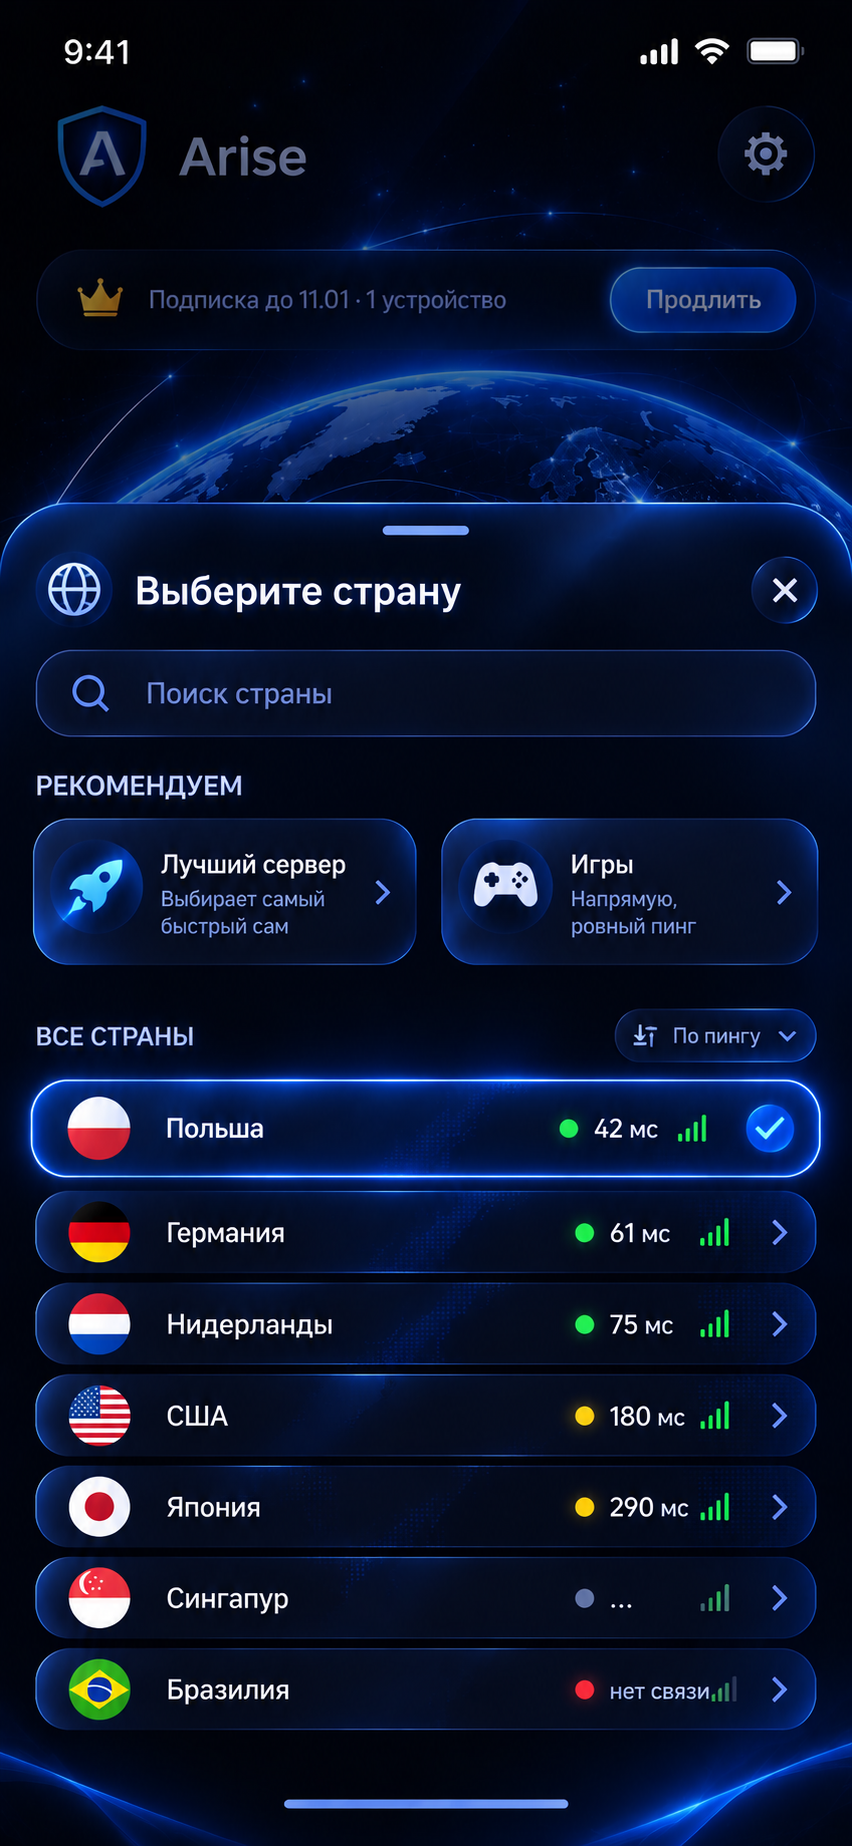 9:41
A Arise
Подписка до 11.01 · 1 устройство
Продлить
Выберите страну
Поиск страны
РЕКОМЕНДУЕМ
Лучший сервер
Выбирает самый
быстрый сам
Игры
Напрямую,
ровный пинг
ВСЕ СТРАНЫ
По пингу
Польша 42 мс
Германия 61 мс
Нидерланды 75 мс
США 180 мс
Япония 290 мс
Сингапур ...
Бразилия нет связи